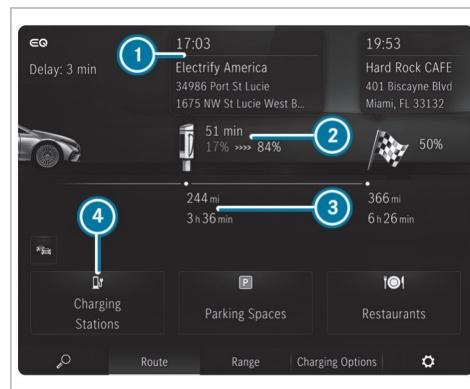 EQ
Delay: 3 min
17:03
Electrify America
34986 Port St Lucie
1675 NW St Lucie West B...
19:53
Hard Rock CAFE
401 Biscayne Blvd
Miami, FL 33132
1
51 min
17% »»» 84%
2
50%
244 mi
3 h 36 min
3
366 mi
6 h 26 min
4
Charging
Stations
P
Parking Spaces
Restaurants
Route
Range
Charging Options